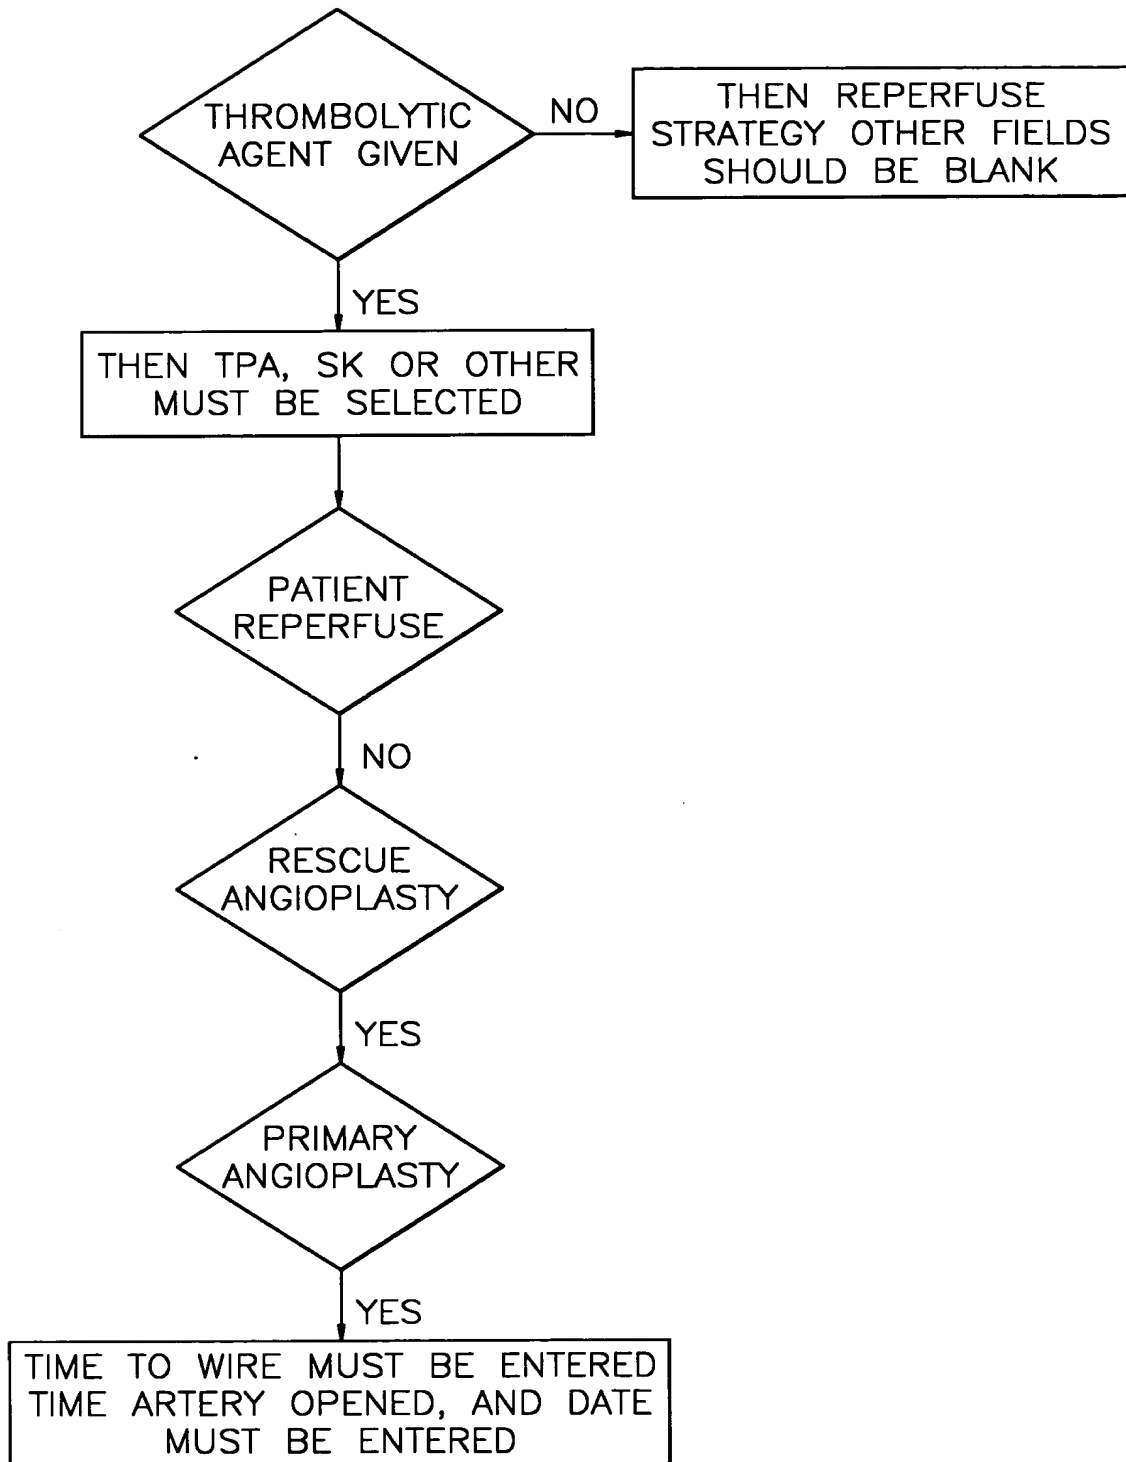 THROMBOLYTIC
AGENT GIVEN
NO
THEN REPERFUSE
STRATEGY OTHER FIELDS
SHOULD BE BLANK
YES
THEN TPA, SK OR OTHER
MUST BE SELECTED
PATIENT
REPERFUSE
NO
RESCUE
ANGIOPLASTY
YES
PRIMARY
ANGIOPLASTY
YES
TIME TO WIRE MUST BE ENTERED
TIME ARTERY OPENED, AND DATE
MUST BE ENTERED